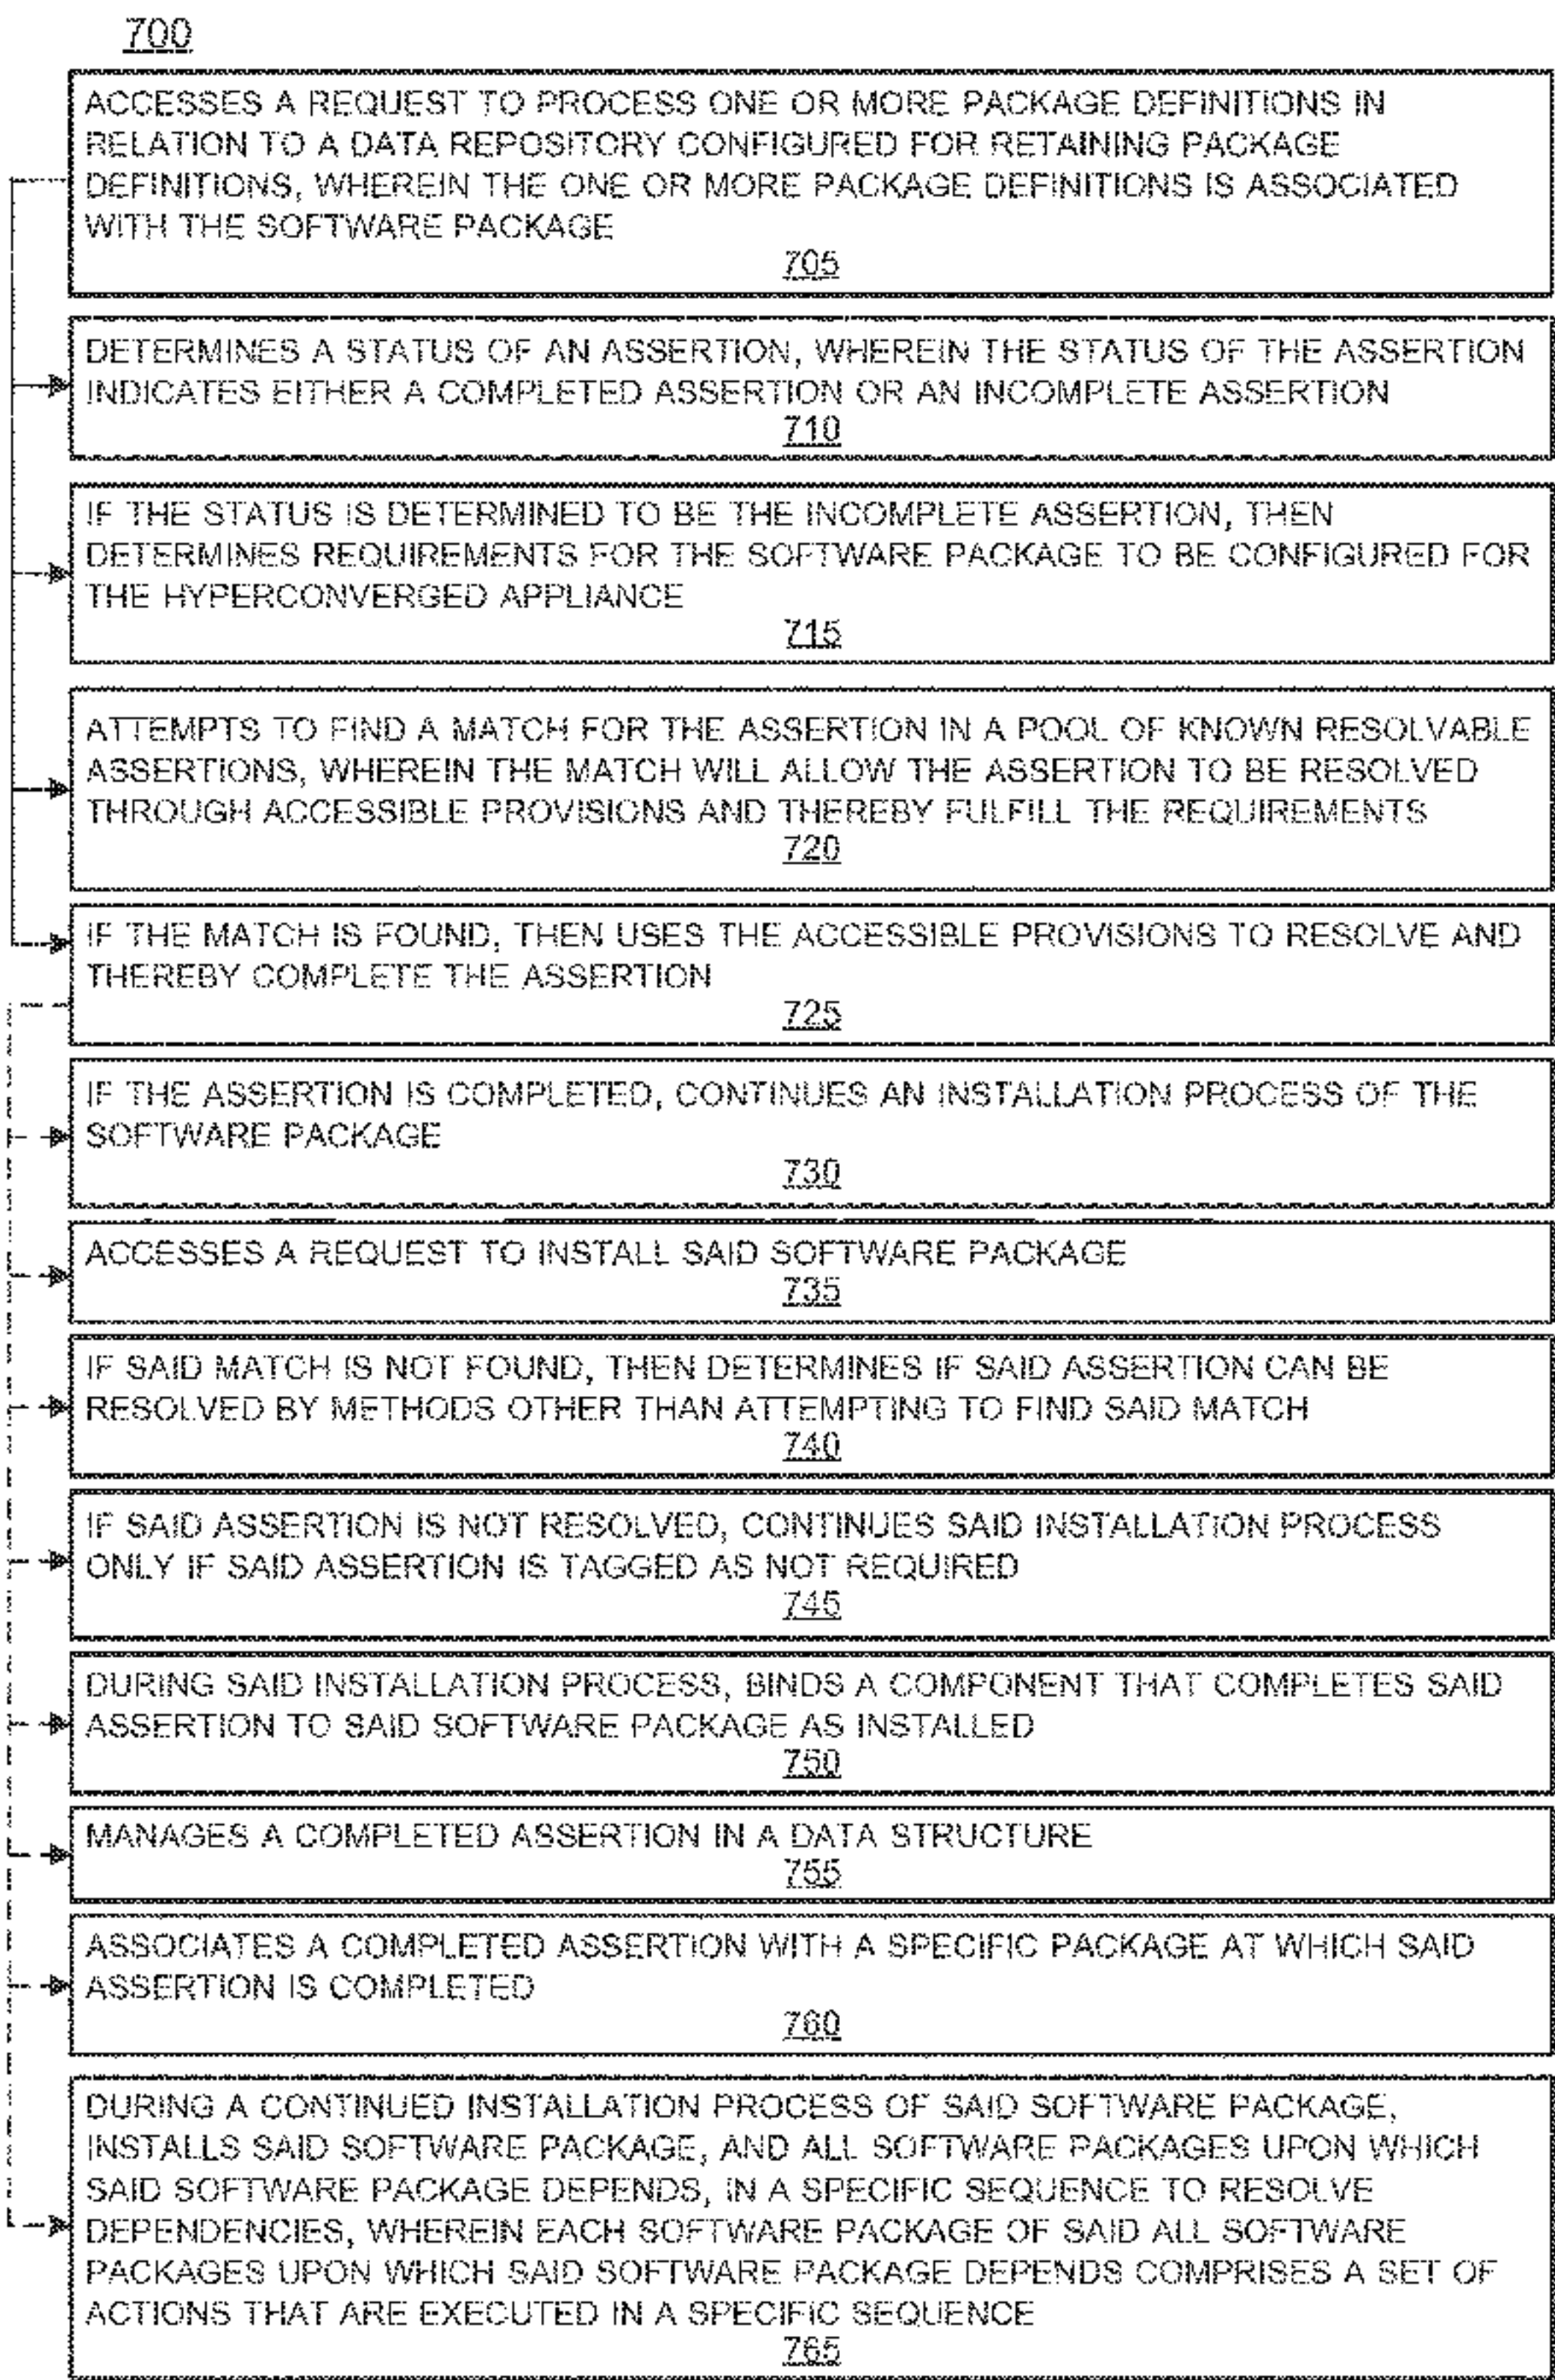 700
ACCESSES A REQUEST TO PROCESS ONE OR MORE PACKAGE DEFINITIONS IN
RELATION TO A DATA REPOSITORY CONFIGURED FOR RETAINING PACKAGE
DEFINITIONS, WHEREIN THE ONE OR MORE PACKAGE DEFINITIONS IS ASSOCIATED
WITH THE SOFTWARE PACKAGE
705
DETERMINES A STATUS OF AN ASSERTION, WHEREIN THE STATUS OF THE ASSERTION
INDICATES EITHER A COMPLETED ASSERTION OR AN INCOMPLETE ASSERTION
710
IF THE STATUS IS DETERMINED TO BE THE INCOMPLETE ASSERTION, THEN
DETERMINES REQUIREMENTS FOR THE SOFTWARE PACKAGE TO BE CONFIGURED FOR
THE HYPERCONVERGED APPLIANCE
715
ATTEMPTS TO FIND A MATCH FOR THE ASSERTION IN A POOL OF KNOWN RESOLVABLE
ASSERTIONS, WHEREIN THE MATCH WILL ALLOW THE ASSERTION TO BE RESOLVED
THROUGH ACCESSIBLE PROVISIONS AND THEREBY FULFILL THE REQUIREMENTS
720
IF THE MATCH IS FOUND, THEN USES THE ACCESSIBLE PROVISIONS TO RESOLVE AND
THEREBY COMPLETE THE ASSERTION
725
IF THE ASSERTION IS COMPLETED, CONTINUES AN INSTALLATION PROCESS OF THE
SOFTWARE PACKAGE
730
ACCESSES A REQUEST TO INSTALL SAID SOFTWARE PACKAGE
735
IF SAID MATCH IS NOT FOUND, THEN DETERMINES IF SAID ASSERTION CAN BE
RESOLVED BY METHODS OTHER THAN ATTEMPTING TO FIND SAID MATCH
740
IF SAID ASSERTION IS NOT RESOLVED, CONTINUES SAID INSTALLATION PROCESS
ONLY IF SAID ASSERTION IS TAGGED AS NOT REQUIRED
745
DURING SAID INSTALLATION PROCESS, BINDS A COMPONENT THAT COMPLETES SAID
ASSERTION TO SAID SOFTWARE PACKAGE AS INSTALLED
750
MANAGES A COMPLETED ASSERTION IN A DATA STRUCTURE
755
ASSOCIATES A COMPLETED ASSERTION WITH A SPECIFIC PACKAGE AT WHICH SAID
ASSERTION IS COMPLETED
760
DURING A CONTINUED INSTALLATION PROCESS OF SAID SOFTWARE PACKAGE,
INSTALLS SAID SOFTWARE PACKAGE, AND ALL SOFTWARE PACKAGES UPON WHICH
SAID SOFTWARE PACKAGE DEPENDS, IN A SPECIFIC SEQUENCE TO RESOLVE
DEPENDENCIES, WHEREIN EACH SOFTWARE PACKAGE OF SAID ALL SOFTWARE
PACKAGES UPON WHICH SAID SOFTWARE PACKAGE DEPENDS COMPRISES A SET OF
ACTIONS THAT ARE EXECUTED IN A SPECIFIC SEQUENCE
765